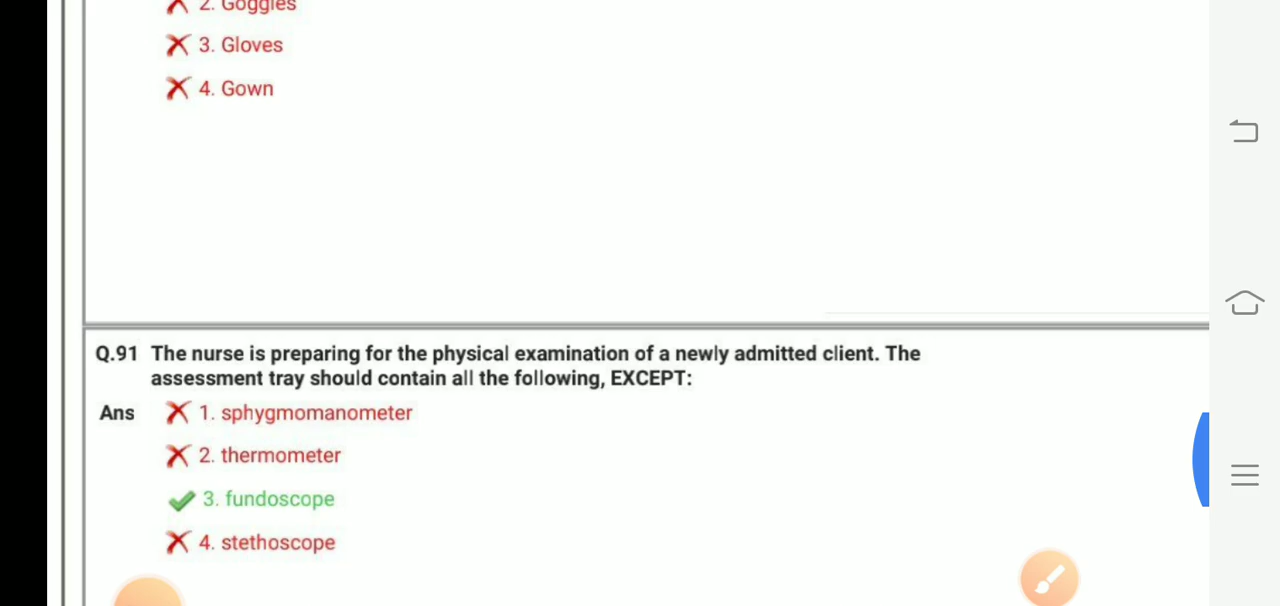 2. Goggles
3. Gloves
4. Gown
Q.91 The nurse is preparing for the physical examination of a newly admitted client. The
assessment tray should contain all the following, EXCEPT:
Ans 1. sphygmomanometer
2. thermometer
3. fundoscope
4. stethoscope